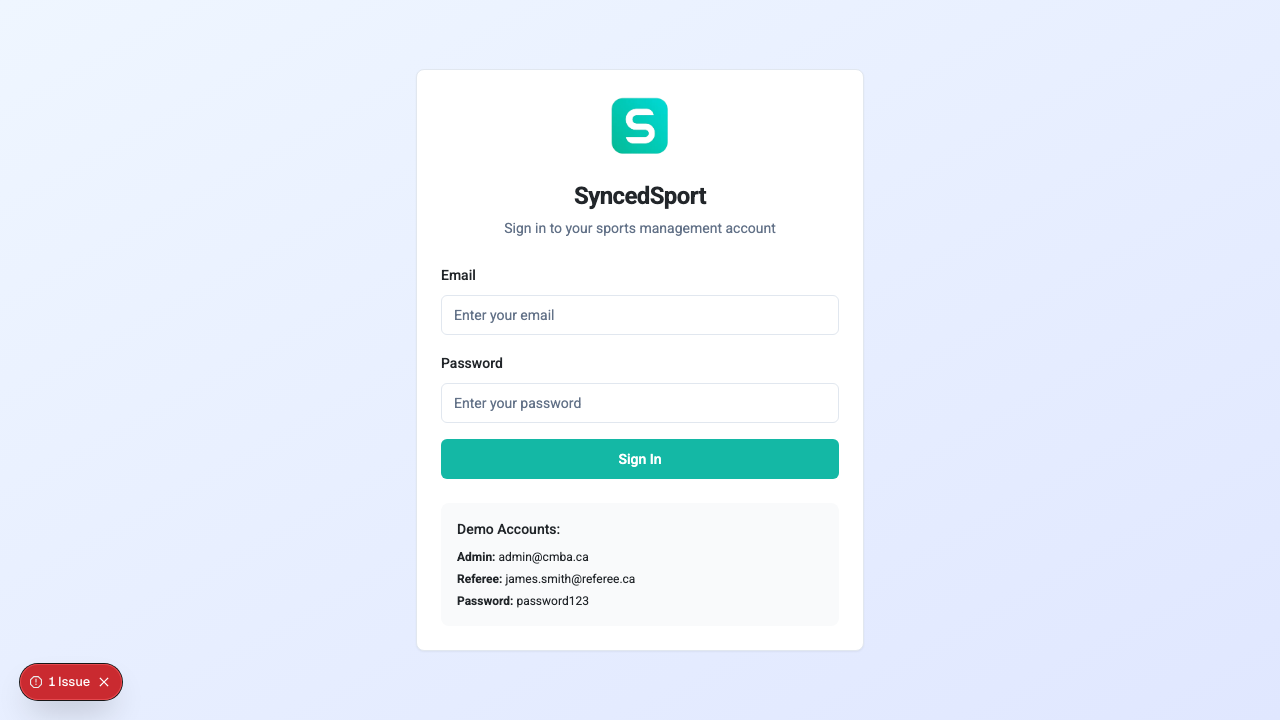 S
SyncedSport
Sign in to your sports management account
Email
Enter your email
Password
Enter your password
Sign In
Demo Accounts:
Admin: admin@cmba.ca
Referee: james.smith@referee.ca
Password: password123
1 Issue